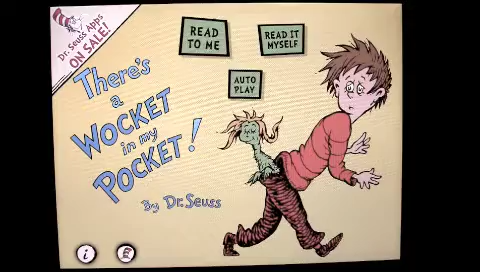 Dr. Seuss Apps
ON SALE!
READ
TO ME
READ IT
MYSELF
AUTO
PLAY
There's
a
WOCKET
in my
POCKET!
By Dr. Seuss
i